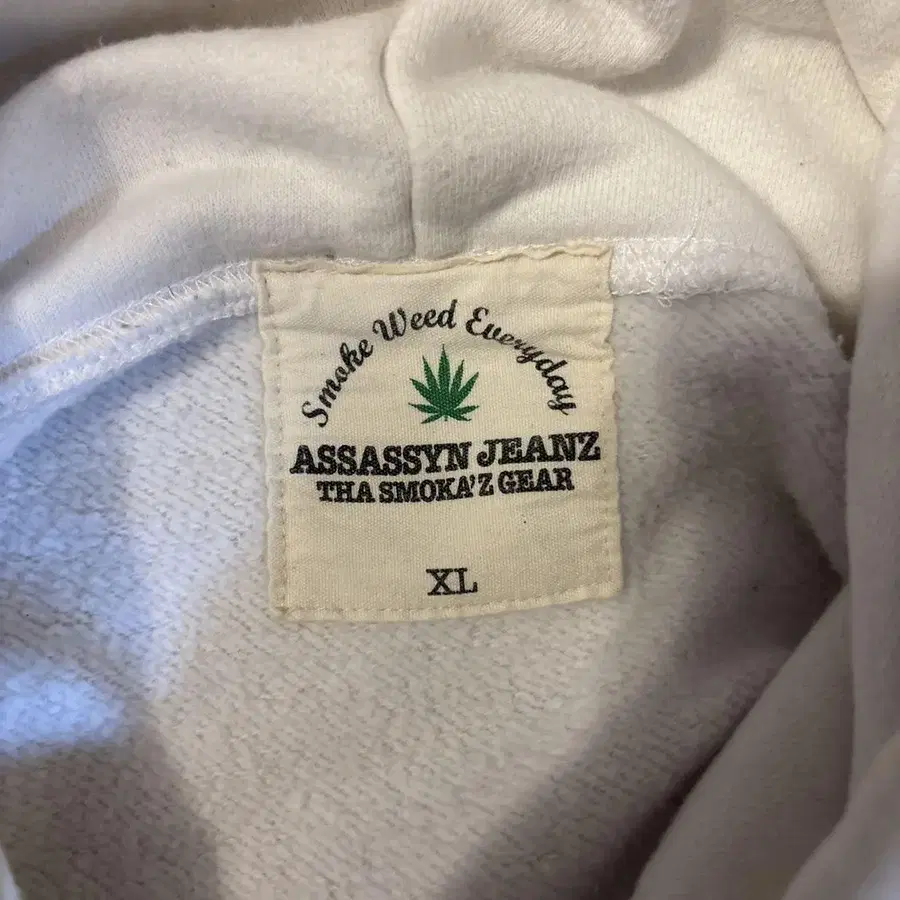 Smoke Weed Everyday
ASSASSYN JEANZ
THA SMOKA'Z GEAR
XL